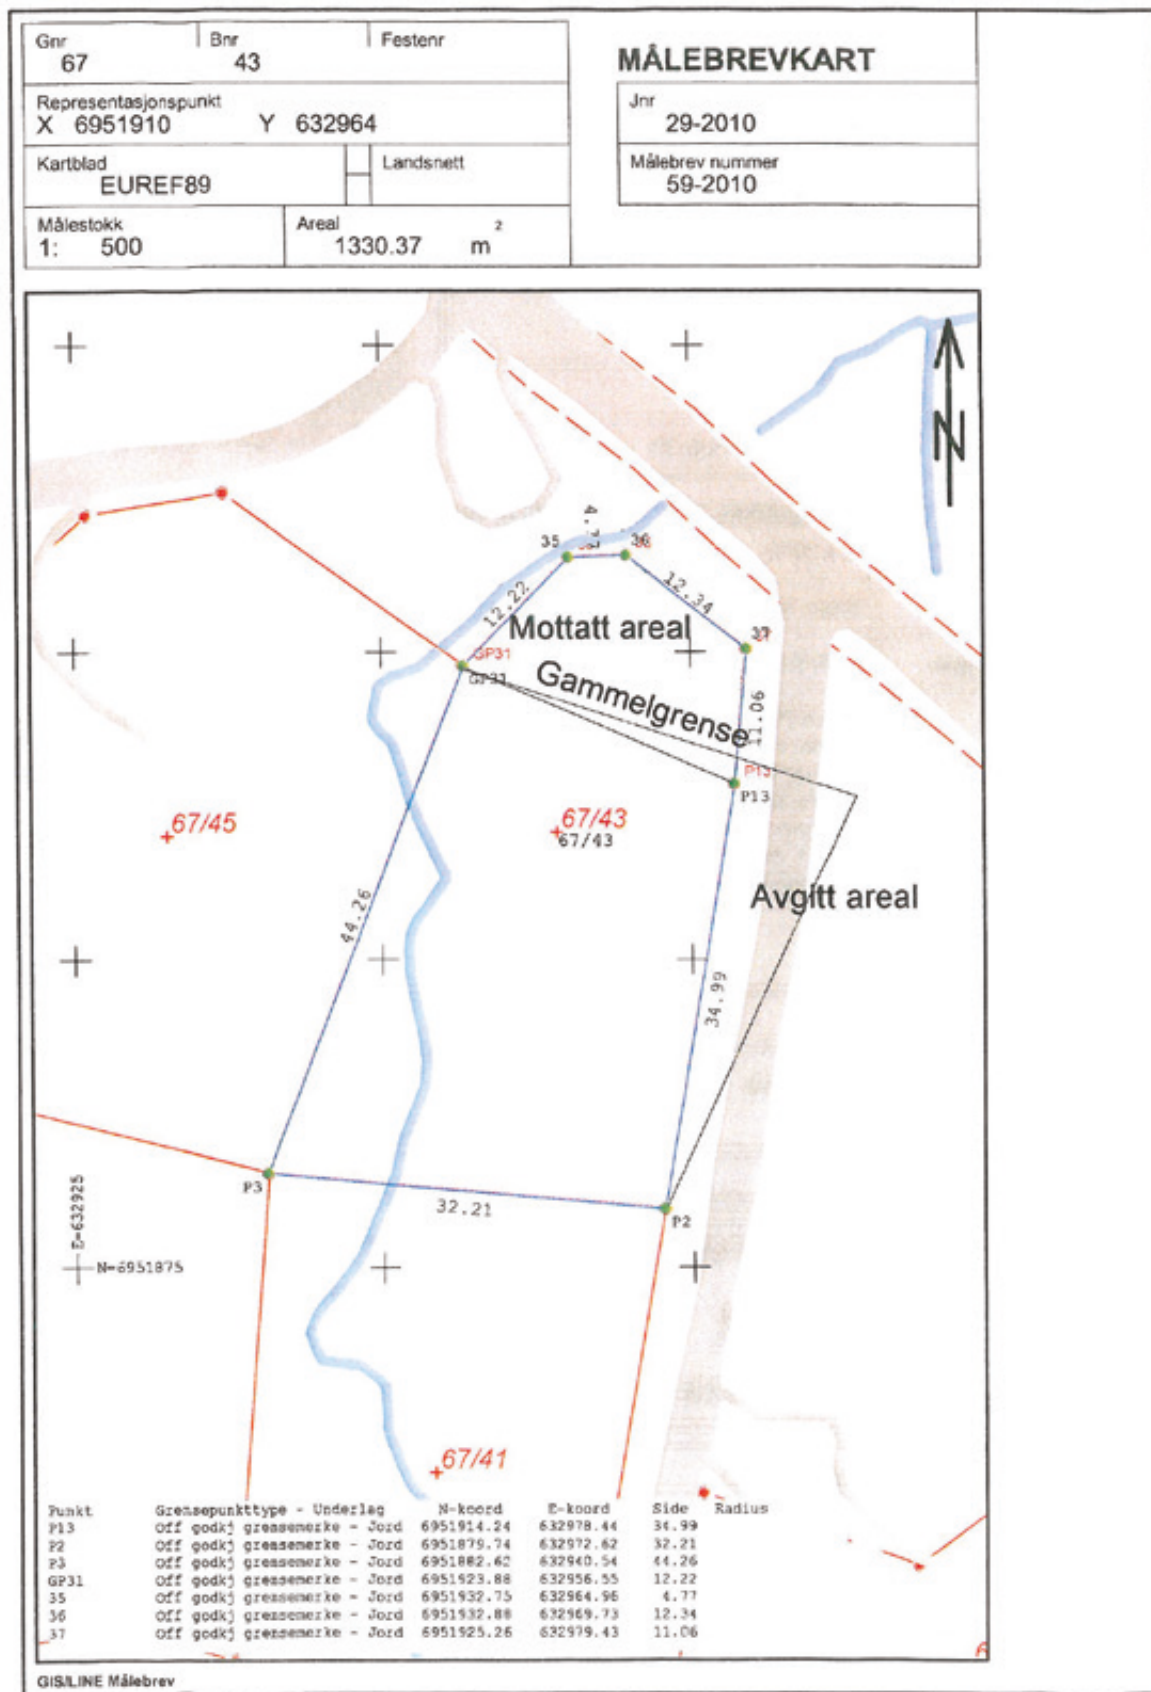 Gnr Bnr Festenr
67 43
MÅLEBREVKART
Representasjonspunkt
X 6951910 Y 632964
Jnr
29-2010
Kartblad Landsnett
EUREF89
Målebrev nummer
59-2010
Målestokk Areal
1: 500 1330.37 m²
N
35 4.77 36
12.22
12.34
Mottatt areal
37
GP31
GP31
Gammelgrense
11.06
P13
P13
67/45
67/43
67/43
Avgitt areal
44.26
34.99
P3
32.21
P2
E=632925
N=6951875
67/41
Punkt Grensepunkttype - Underlag N-koord E-koord Side Radius
P13 Off godkj grensemerke - Jord 6951914.24 632978.44 34.99
P2 Off godkj grensemerke - Jord 6951879.74 632972.62 32.21
P3 Off godkj grensemerke - Jord 6951882.62 632940.54 44.26
GP31 Off godkj grensemerke - Jord 6951923.88 632956.55 12.22
35 Off godkj grensemerke - Jord 6951932.75 632964.96 4.77
36 Off godkj grensemerke - Jord 6951932.88 632969.73 12.34
37 Off godkj grensemerke - Jord 6951925.26 632979.43 11.06
GIS/LINE Målebrev